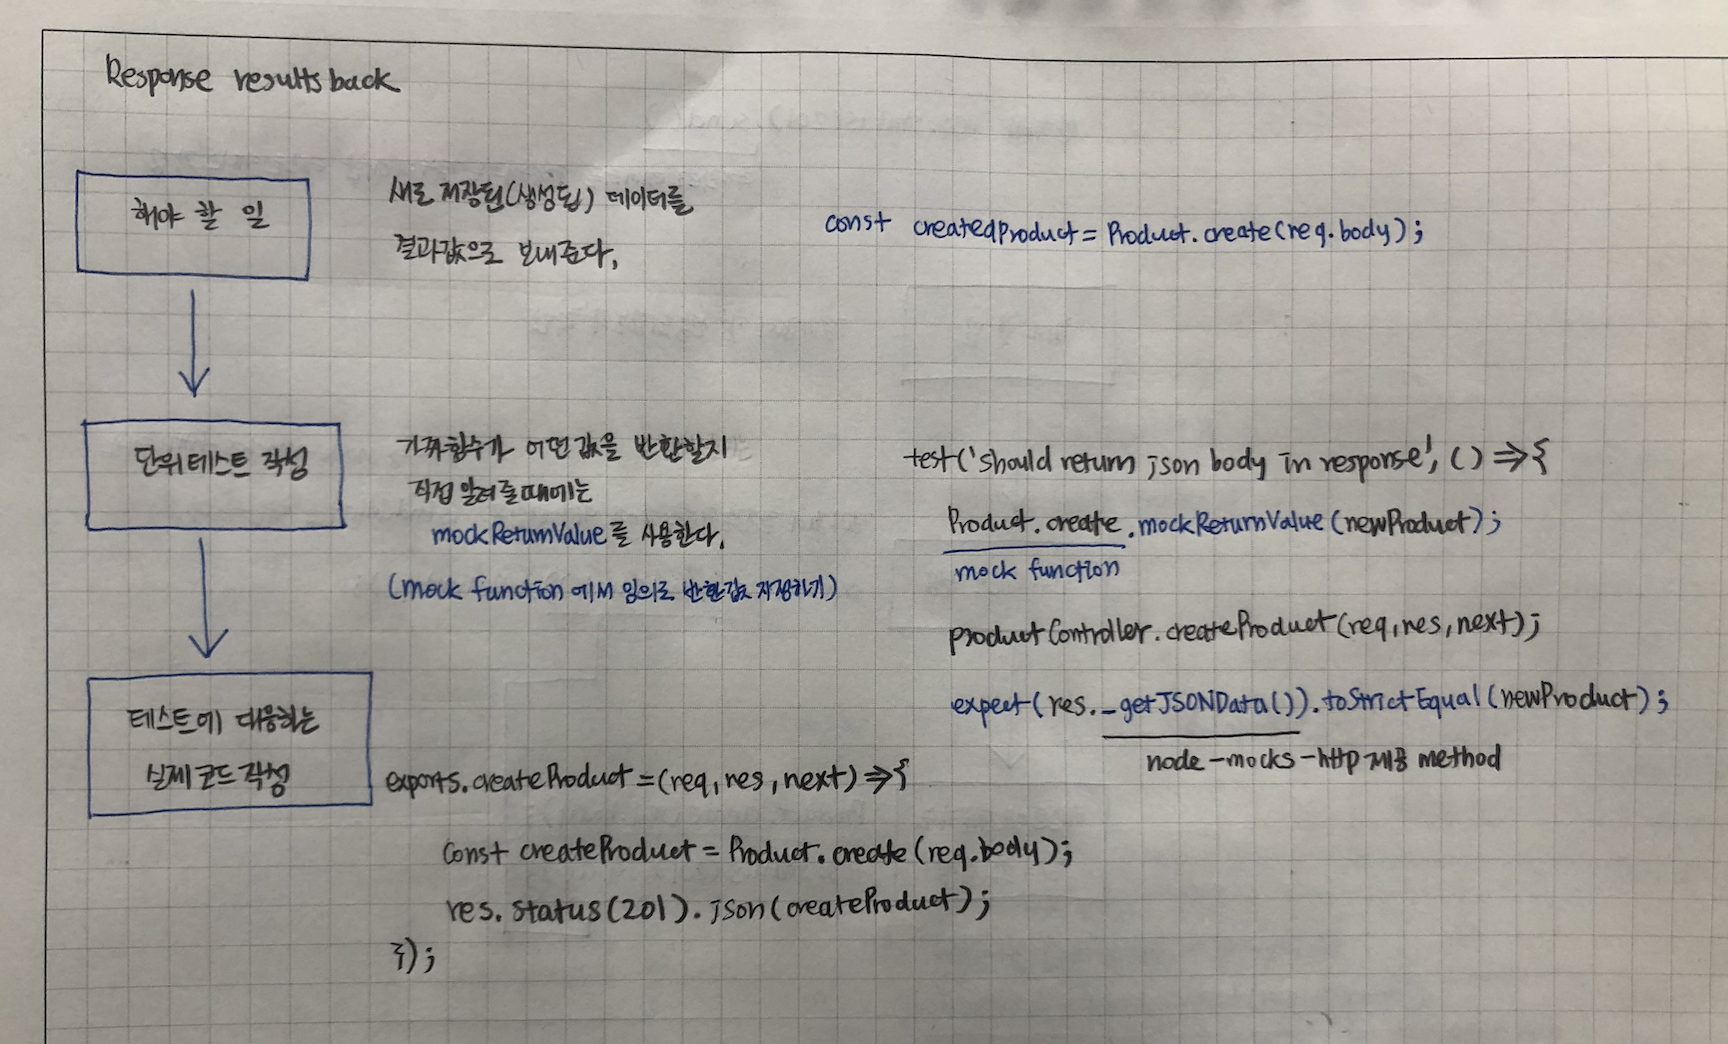 Response results back
해야 할 일
새로 저장된(생성된) 데이터를
결과값으로 보내준다.
const createdProduct = Product.create(req.body);
단위테스트 작성
가짜함수가 어떤값을 반환할지
직접 알려줄때에는
mockReturnValue를 사용한다.
(mock function에서 임의로 반환값 지정하기)
test('should return json body in response', () => {
Product.create.mockReturnValue(newProduct);
mock function
productController.createProduct(req, res, next);
expect(res._getJSONData()).toStrictEqual(newProduct);
node-mocks-http 제공 method
테스트에 대응하는
실제코드작성
exports.createProduct = (req, res, next) => {
const createProduct = Product.create(req.body);
res.status(201).json(createProduct);
});